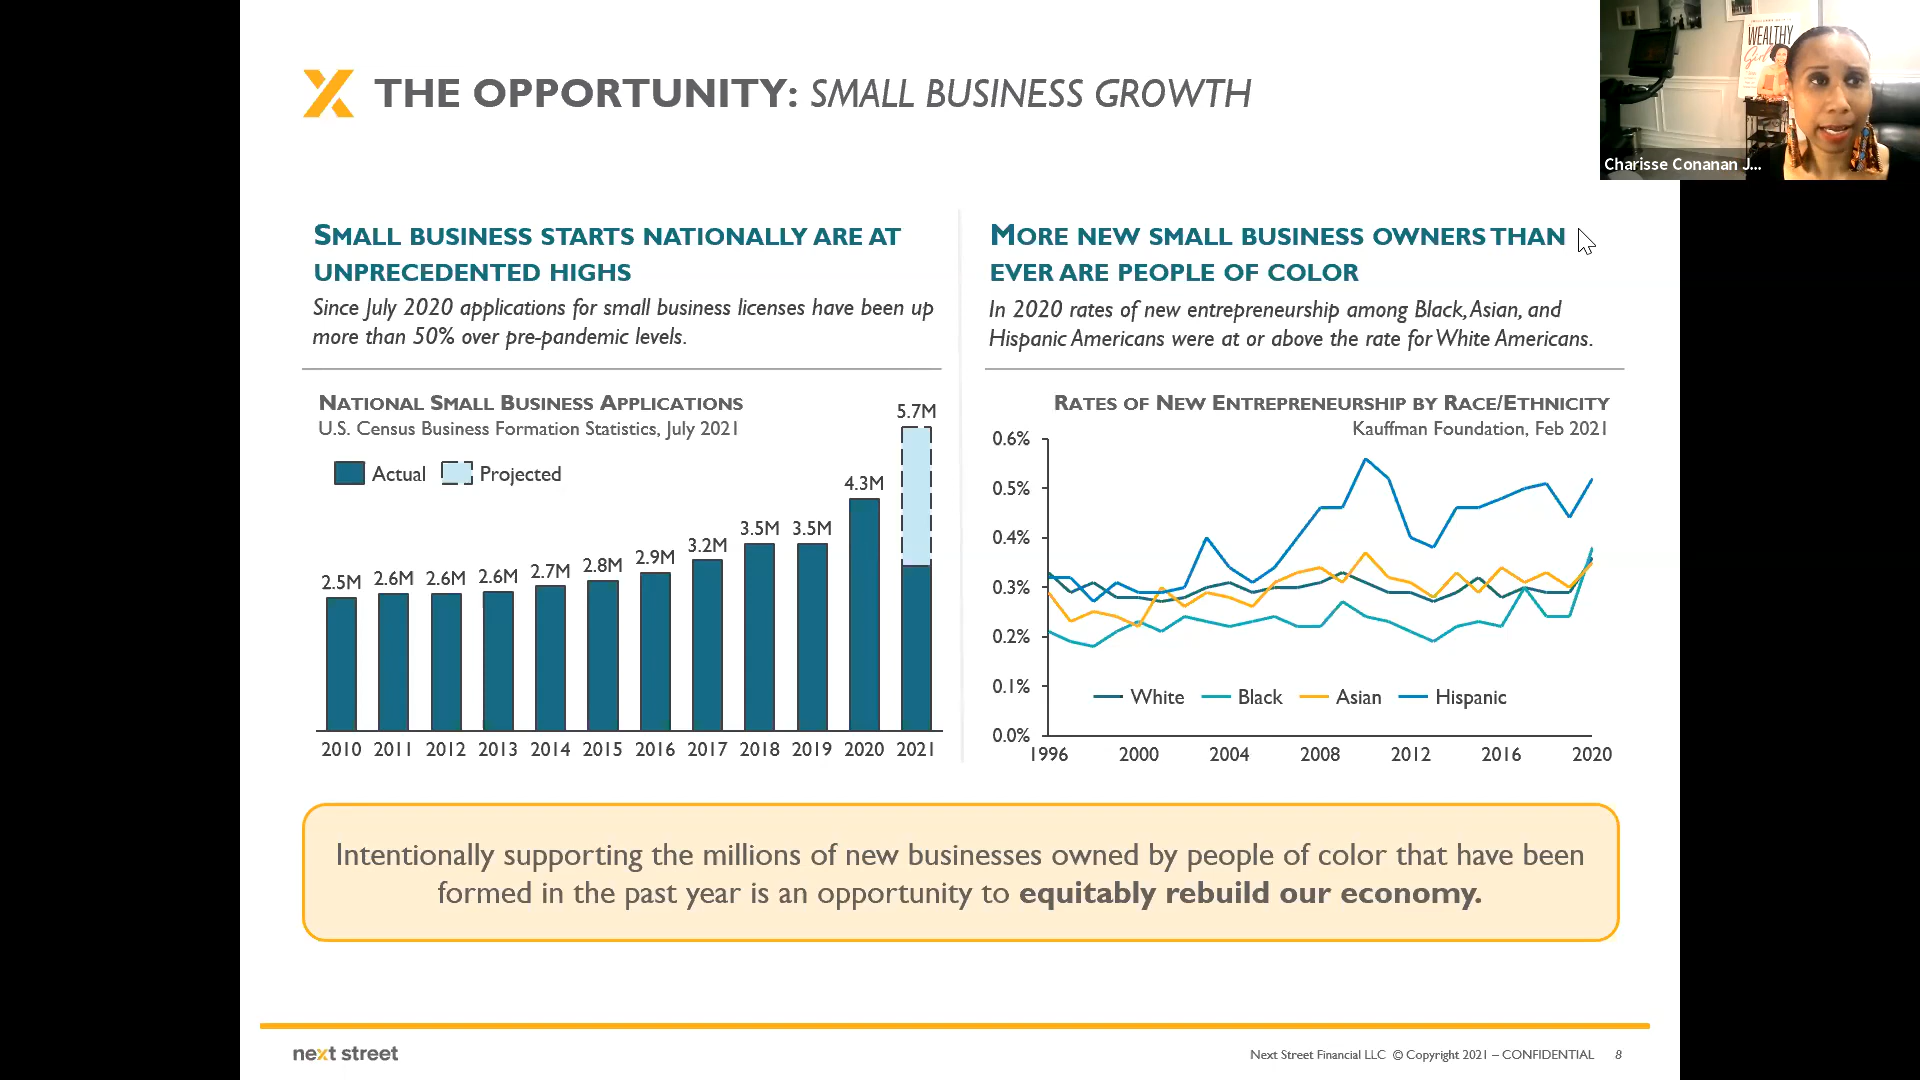 THE OPPORTUNITY: SMALL BUSINESS GROWTH
WEALTHY
Girl
Charisse Conanan J...
SMALL BUSINESS STARTS NATIONALLY ARE AT
UNPRECEDENTED HIGHS
Since July 2020 applications for small business licenses have been up
more than 50% over pre-pandemic levels.
NATIONAL SMALL BUSINESS APPLICATIONS
U.S. Census Business Formation Statistics, July 2021
Actual Projected
2.5M 2.6M 2.6M 2.6M 2.7M 2.8M 2.9M 3.2M 3.5M 3.5M 4.3M 5.7M
2010 2011 2012 2013 2014 2015 2016 2017 2018 2019 2020 2021
MORE NEW SMALL BUSINESS OWNERS THAN
EVER ARE PEOPLE OF COLOR
In 2020 rates of new entrepreneurship among Black, Asian, and
Hispanic Americans were at or above the rate for White Americans.
RATES OF NEW ENTREPRENEURSHIP BY RACE/ETHNICITY
Kauffman Foundation, Feb 2021
0.6%
0.5%
0.4%
0.3%
0.2%
0.1%
0.0%
White Black Asian Hispanic
1996 2000 2004 2008 2012 2016 2020
Intentionally supporting the millions of new businesses owned by people of color that have been
formed in the past year is an opportunity to equitably rebuild our economy.
next street
Next Street Financial LLC © Copyright 2021 – CONFIDENTIAL 8